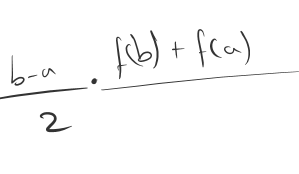 b-a/2 · f(b) + f(a)/